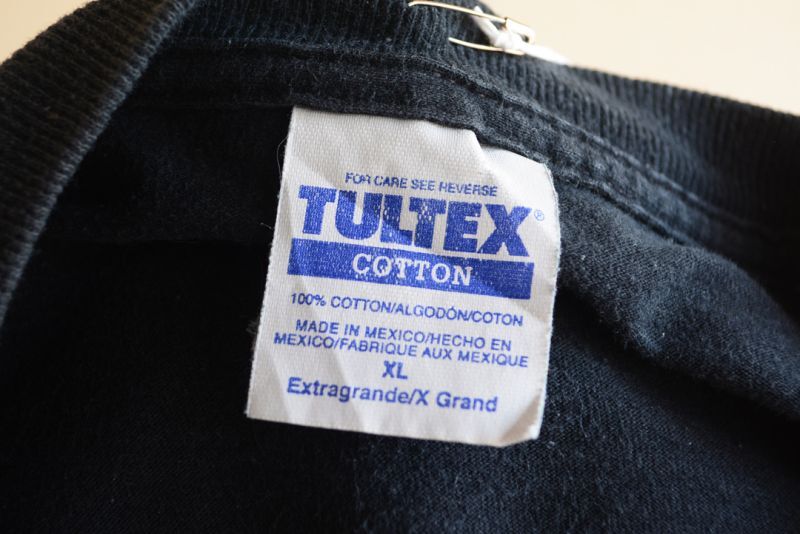 FOR CARE SEE REVERSE
TULTEX®
COTTON
100% COTTON/ALGODÓN/COTON
MADE IN MEXICO/HECHO EN
MEXICO/FABRIQUE AUX MEXIQUE
XL
Extragrande/X Grand